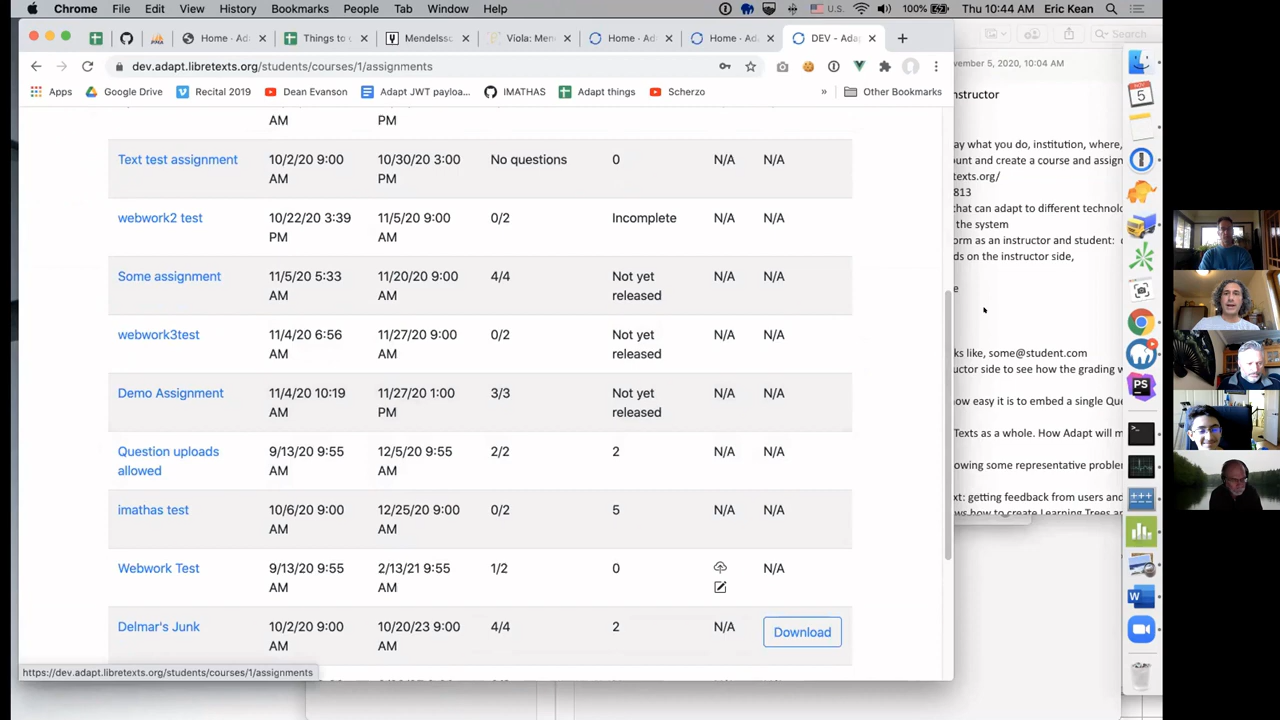 Chrome File Edit View History Bookmarks People Tab Window Help U.S. 100% Thu 10:44 AM Eric Kean
Home · Ad
Things to
Mendelssc
Viola: Men
Home - Ad
Home - Ad
DEV - Adap
Search
vember 5, 2020, 10:04 AM
dev.adapt.libretexts.org/students/courses/1/assignments
Apps Google Drive Recital 2019 Dean Evanson Adapt JWT uploa... IMATHAS Adapt things Scherzo » Other Bookmarks
AM PM
Text test assignment 10/2/20 9:00 AM 10/30/20 3:00 PM No questions 0 N/A N/A
webwork2 test 10/22/20 3:39 PM 11/5/20 9:00 AM 0/2 Incomplete N/A N/A
Some assignment 11/5/20 5:33 AM 11/20/20 9:00 AM 4/4 Not yet released N/A N/A
webwork3test 11/4/20 6:56 AM 11/27/20 9:00 AM 0/2 Not yet released N/A N/A
Demo Assignment 11/4/20 10:19 AM 11/27/20 1:00 PM 3/3 Not yet released N/A N/A
Question uploads allowed 9/13/20 9:55 AM 12/5/20 9:55 AM 2/2 2 N/A N/A
imathas test 10/6/20 9:00 AM 12/25/20 9:00 AM 0/2 5 N/A N/A
Webwork Test 9/13/20 9:55 AM 2/13/21 9:55 AM 1/2 0 N/A
Delmar's Junk 10/2/20 9:00 AM 10/20/23 9:00 AM 4/4 2 N/A Download
https://dev.adapt.libretexts.org/students/courses/1/assignments
nstructor
ay what you do, institution, where,
ount and create a course and assign
texts.org/
813
that can adapt to different technolo
the system
orm as an instructor and student:
ds on the instructor side,
e
ks like, some@student.com
uctor side to see how the grading w
now easy it is to embed a single Que
Texts as a whole. How Adapt will m
owing some representative problem
xt: getting feedback from users and
ows how to create Learning Trees an
NOV
5
PS
W